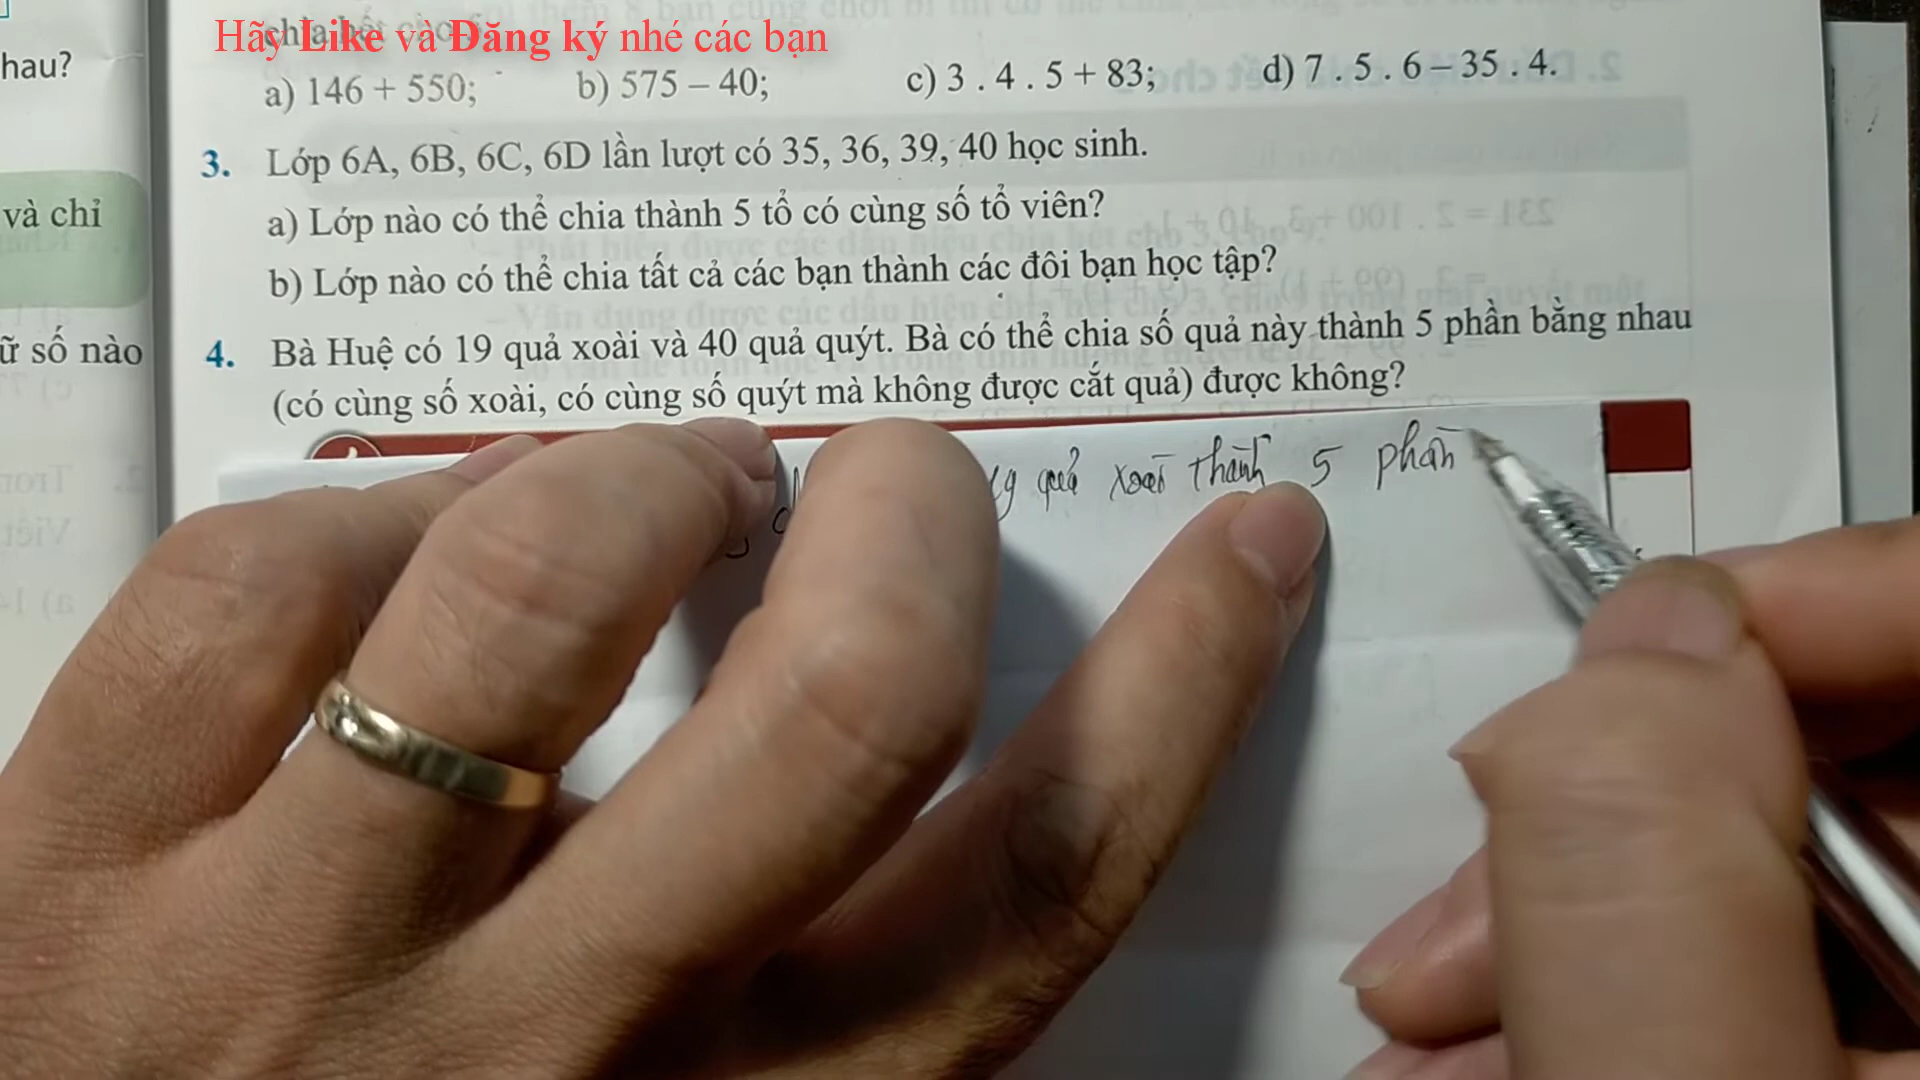 Hãy Like và Đăng ký nhé các bạn
hau?
a) 146 + 550; b) 575 – 40; c) 3 . 4 . 5 + 83; d) 7 . 5 . 6 – 35 . 4.
3. Lớp 6A, 6B, 6C, 6D lần lượt có 35, 36, 39, 40 học sinh.
và chỉ
a) Lớp nào có thể chia thành 5 tổ có cùng số tổ viên?
b) Lớp nào có thể chia tất cả các bạn thành các đôi bạn học tập?
ữ số nào
4. Bà Huệ có 19 quả xoài và 40 quả quýt. Bà có thể chia số quả này thành 5 phần bằng nhau
(có cùng số xoài, có cùng số quýt mà không được cắt quả) được không?
quả xoài thành 5 phần